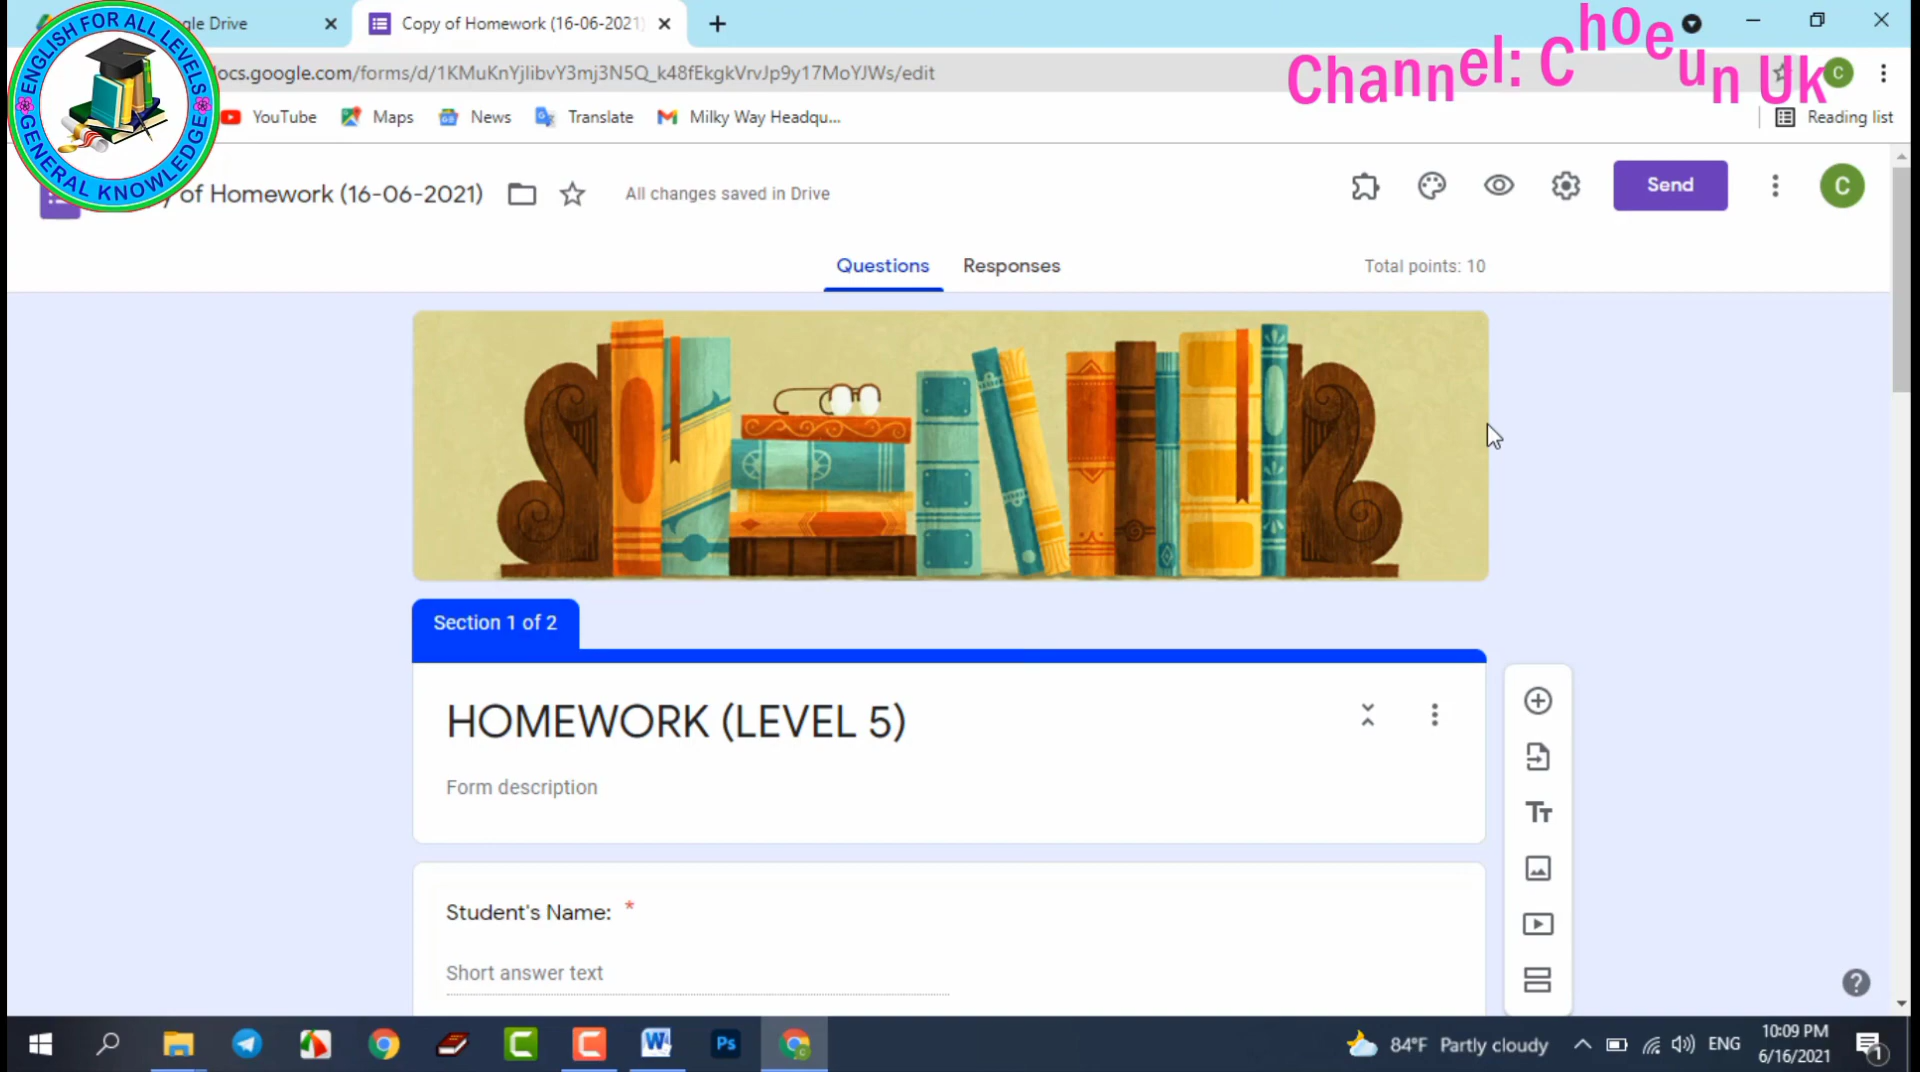 gle Drive
Copy of Homework (16-06-2021)
Channel: Choeun Uk
ocs.google.com/forms/d/1KMuKnYjlibvY3mj3N5Q_k48fEkgkVrvJp9y17MoYJWs/edit
C
YouTube
Maps
News
Translate
Milky Way Headqu...
Reading list
ENGLISH FOR ALL LEVELS
GENERAL KNOWLEDGE
y of Homework (16-06-2021)
All changes saved in Drive
Send
C
Questions
Responses
Total points: 10
Section 1 of 2
HOMEWORK (LEVEL 5)
Form description
Student's Name: *
Short answer text
Tт
W
Ps
84°F Partly cloudy
ENG
10:09 PM
6/16/2021
1